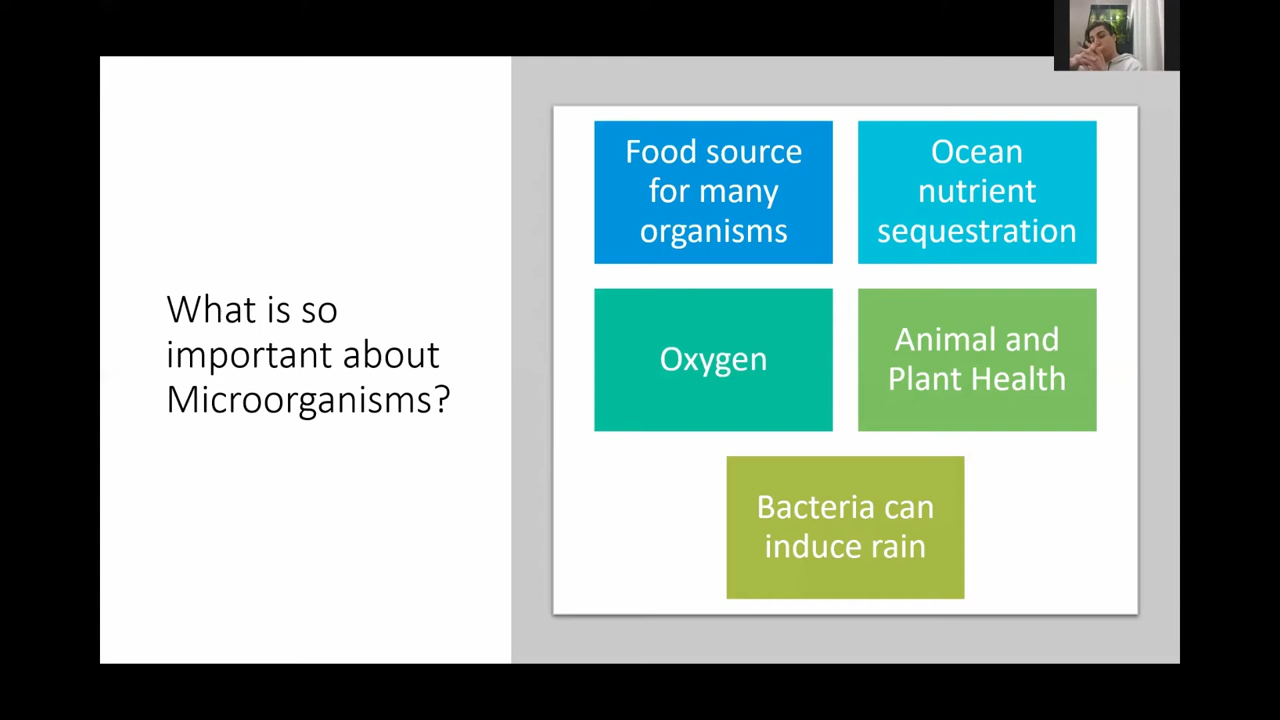 What is so
important about
Microorganisms?
Food source
for many
organisms
Ocean
nutrient
sequestration
Oxygen
Animal and
Plant Health
Bacteria can
induce rain